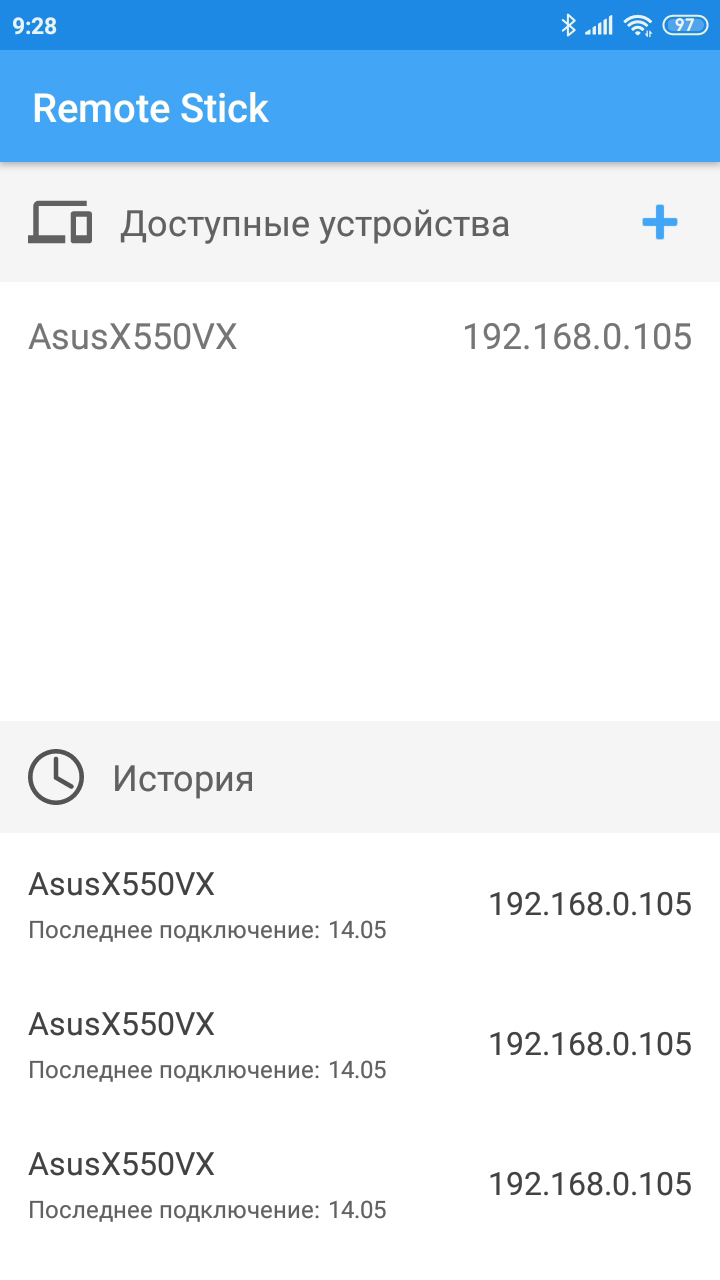 9:28 97
Remote Stick
Доступные устройства
AsusX550VX 192.168.0.105
История
AsusX550VX
192.168.0.105
Последнее подключение: 14.05
AsusX550VX
192.168.0.105
Последнее подключение: 14.05
AsusX550VX
192.168.0.105
Последнее подключение: 14.05